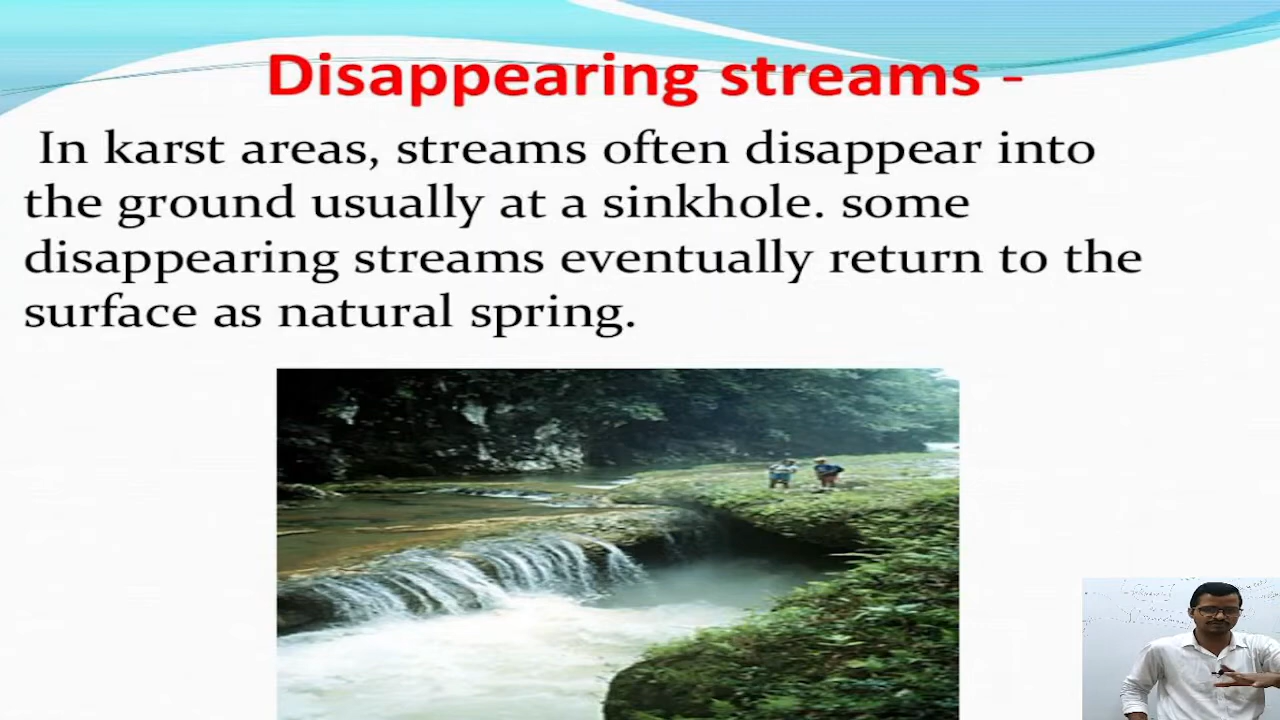 Disappearing streams -
In karst areas, streams often disappear into
the ground usually at a sinkhole. some
disappearing streams eventually return to the
surface as natural spring.